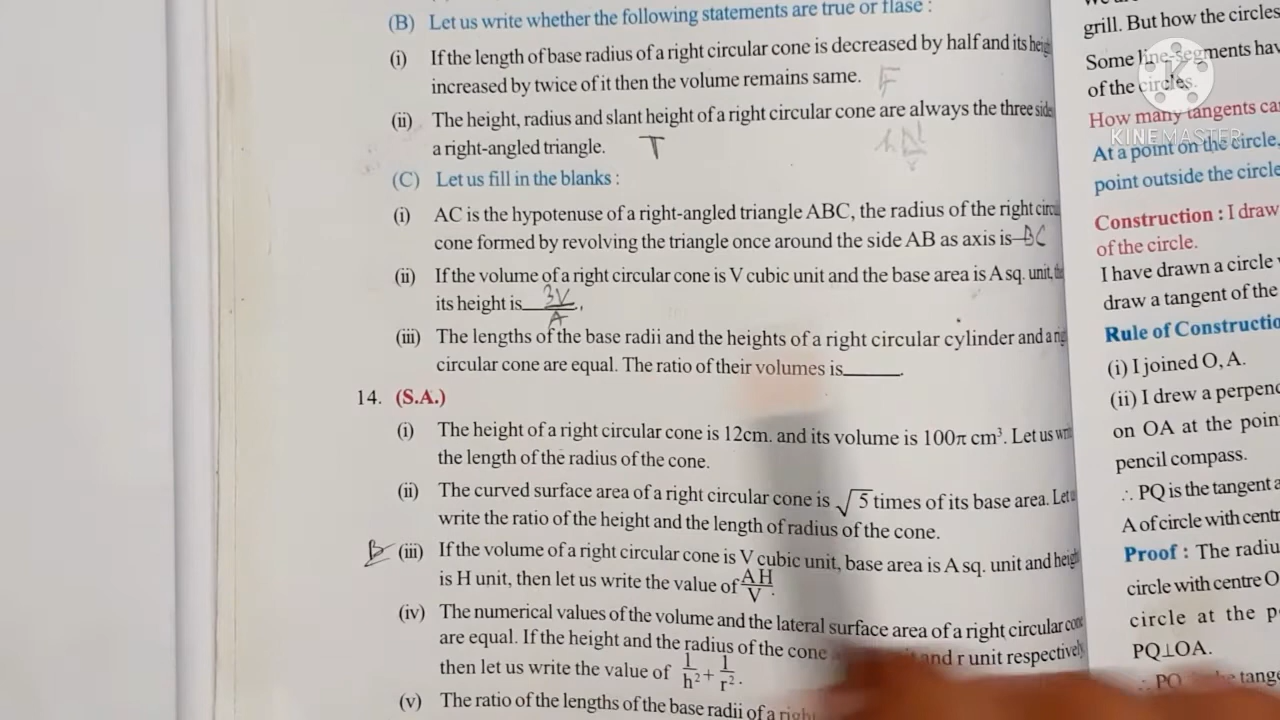 (B) Let us write whether the following statements are true or flase :
(i) If the length of base radius of a right circular cone is decreased by half and its heig
increased by twice of it then the volume remains same. F
(ii) The height, radius and slant height of a right circular cone are always the three side
a right-angled triangle. T
(C) Let us fill in the blanks :
(i) AC is the hypotenuse of a right-angled triangle ABC, the radius of the right circu
cone formed by revolving the triangle once around the side AB as axis is BC
(ii) If the volume of a right circular cone is V cubic unit and the base area is A sq. unit, th
its height is 3V/A.
(iii) The lengths of the base radii and the heights of a right circular cylinder and a rig
circular cone are equal. The ratio of their volumes is_____.
14. (S.A.)
(i) The height of a right circular cone is 12cm. and its volume is 100π cm³. Let us wri
the length of the radius of the cone.
(ii) The curved surface area of a right circular cone is √5 times of its base area. Let u
write the ratio of the height and the length of radius of the cone.
B (iii) If the volume of a right circular cone is V cubic unit, base area is A sq. unit and heigh
is H unit, then let us write the value of AH/V.
(iv) The numerical values of the volume and the lateral surface area of a right circular cone
are equal. If the height and the radius of the cone and r unit respectively
then let us write the value of 1/h² + 1/r².
(v) The ratio of the lengths of the base radii of a righ
grill. But how the circles
Some line-segments hav
of the circles.
How many tangents ca
At a point on the circle,
point outside the circle
Construction : I draw
of the circle.
I have drawn a circle
draw a tangent of the
Rule of Constructio
(i) I joined O, A.
(ii) I drew a perpend
on OA at the poin
pencil compass.
∴ PQ is the tangent a
A of circle with centr
Proof : The radiu
circle with centre O
circle at the p
PQ⊥OA.
KINEMASTER